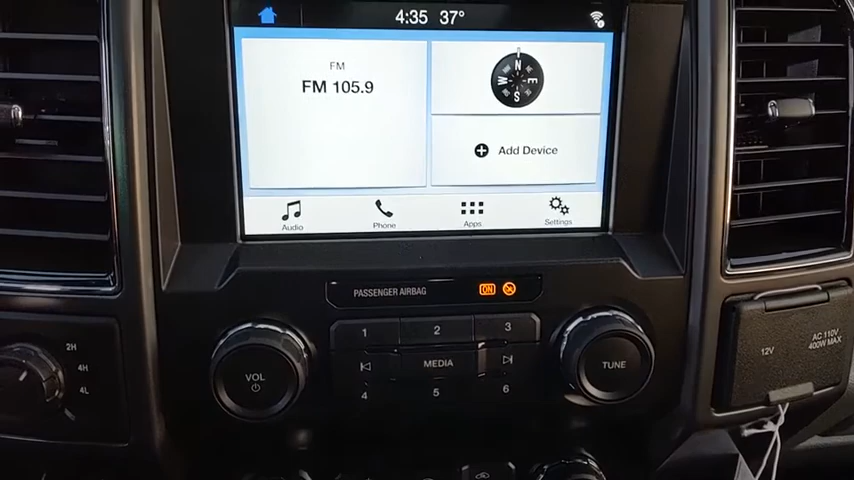 4:35 37°
FM
FM 105.9
N
W E
S
Add Device
Audio Phone Apps Settings
PASSENGER AIRBAG ON
1 2 3
MEDIA
4 5 6
VOL
TUNE
2H
4H
4L
12V
AC 110V
400W MAX